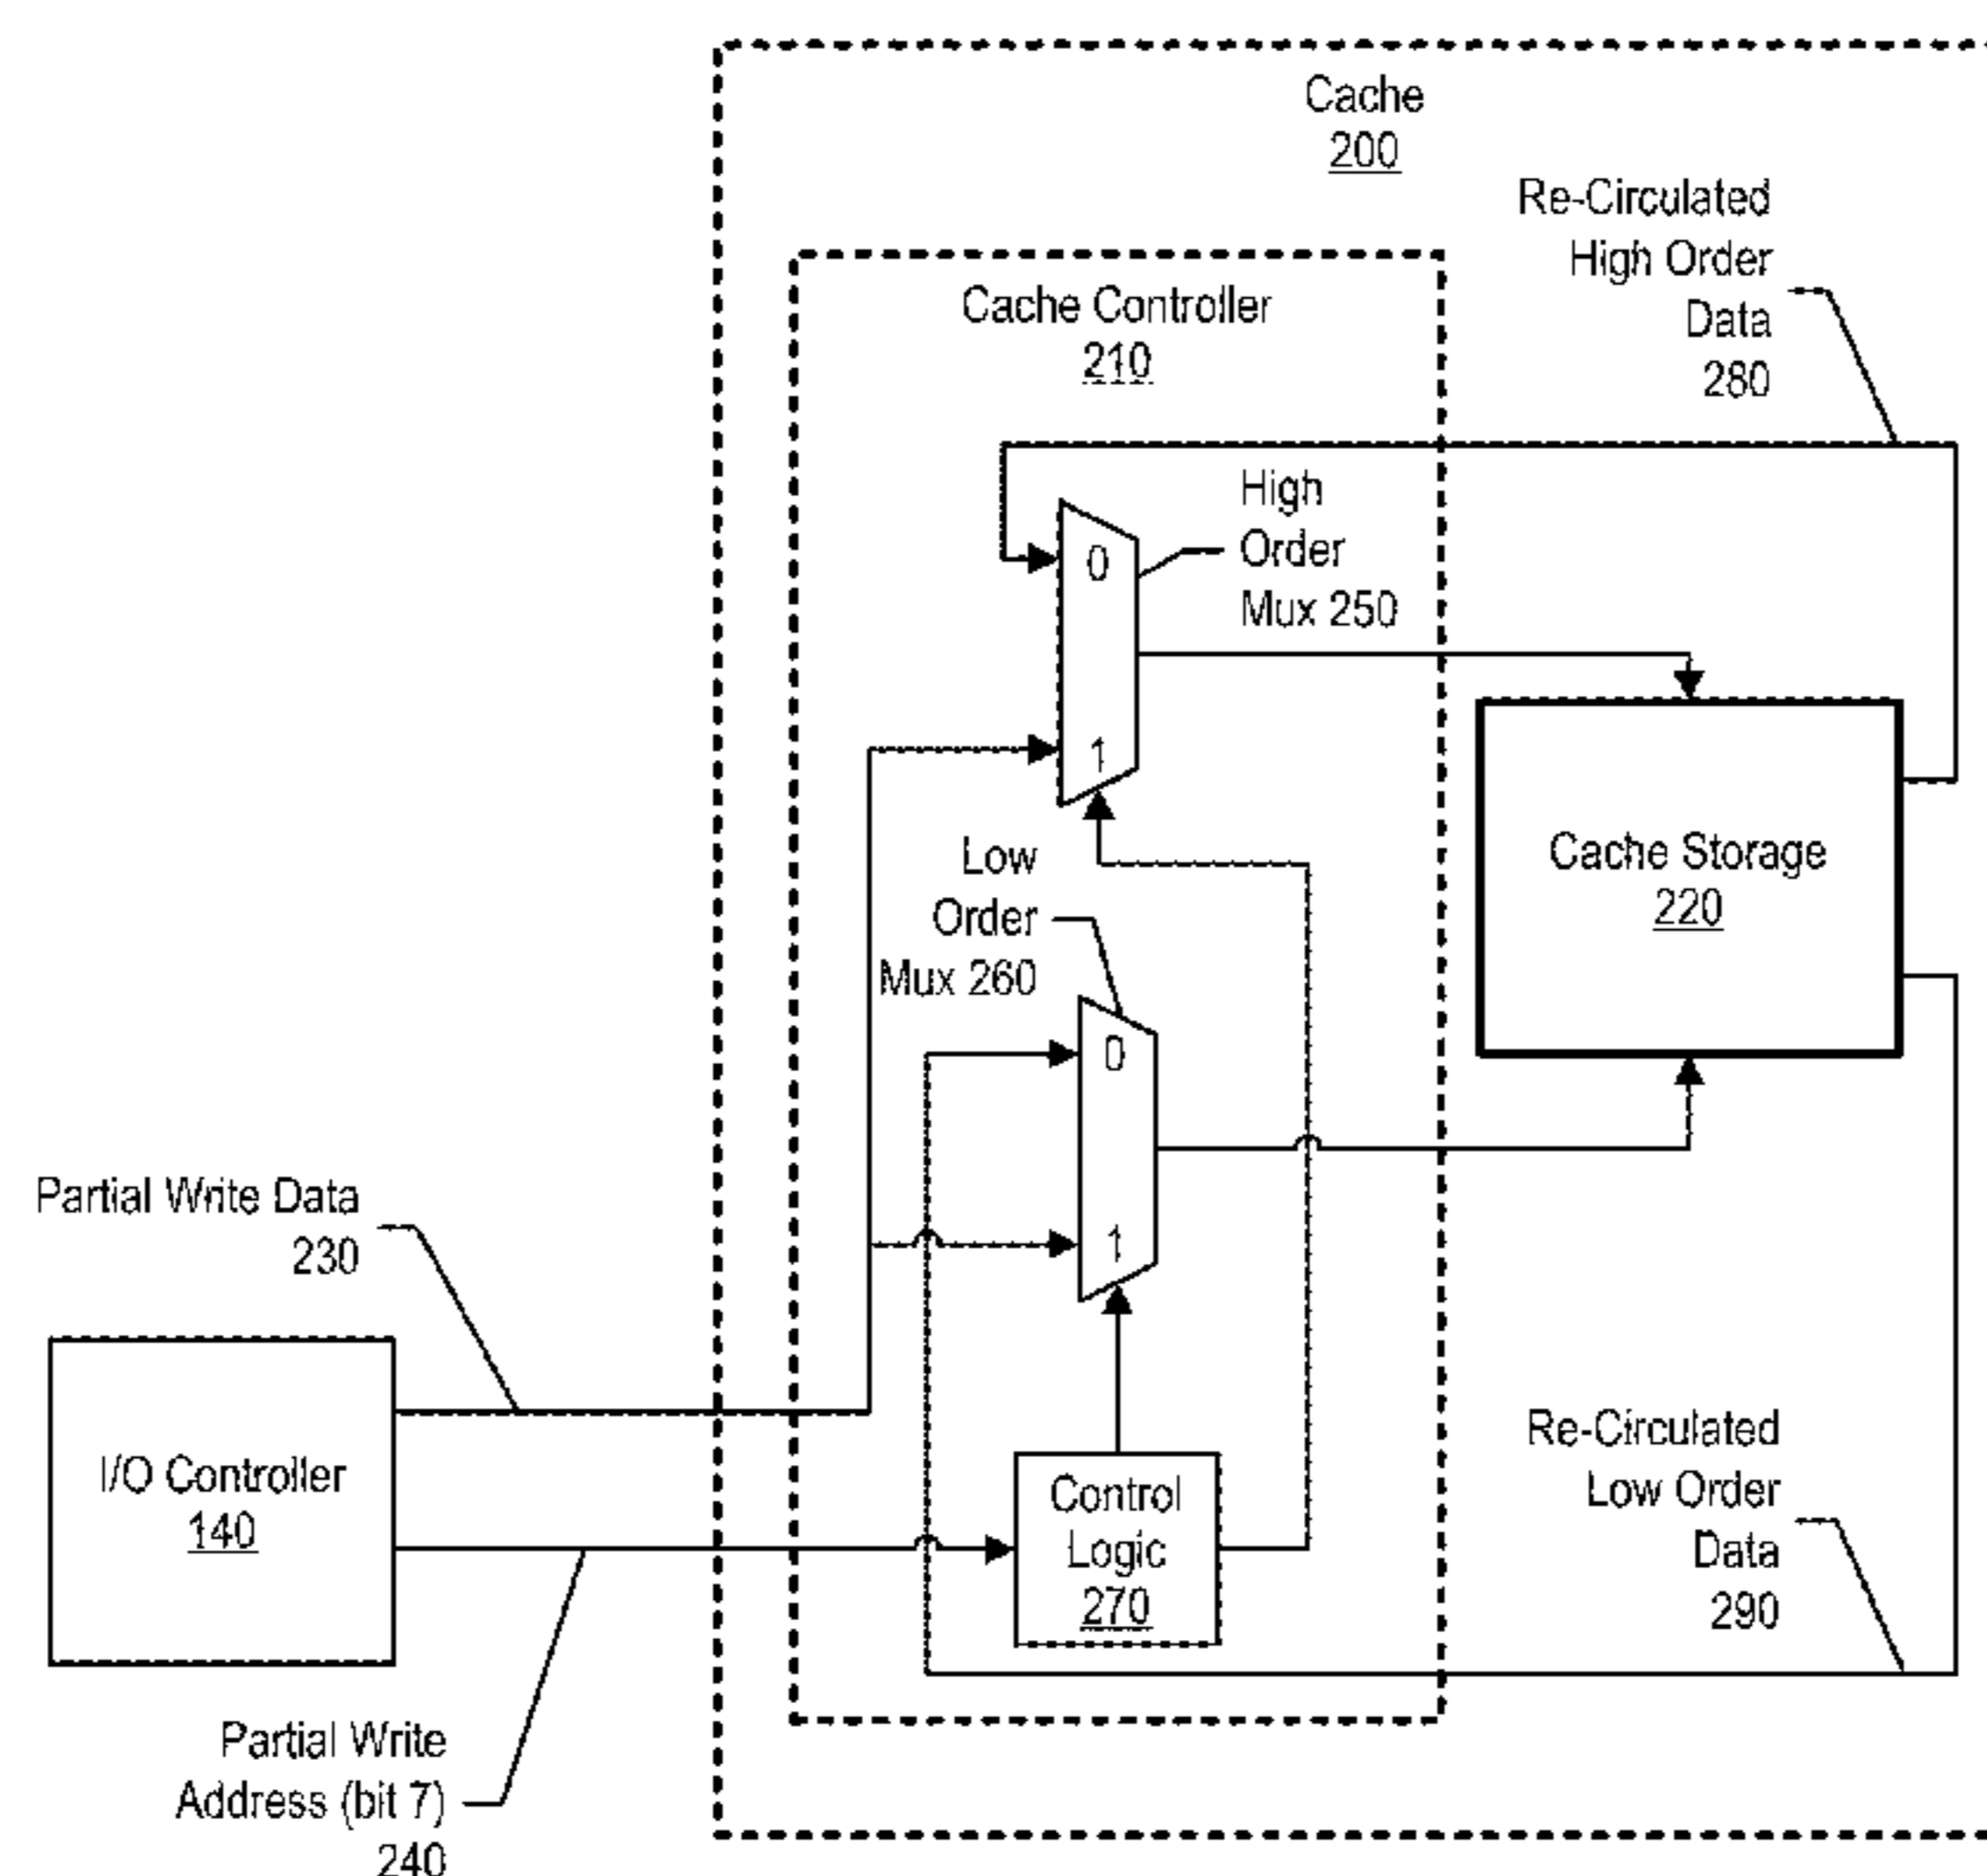 Cache
200
Re-Circulated
High Order
Data
280
Cache Controller
210
High
Order
Mux 250
0
1
Low
Order
Mux 260
Cache Storage
220
0
1
Partial Write Data
230
I/O Controller
140
Control
Logic
270
Re-Circulated
Low Order
Data
290
Partial Write
Address (bit 7)
240